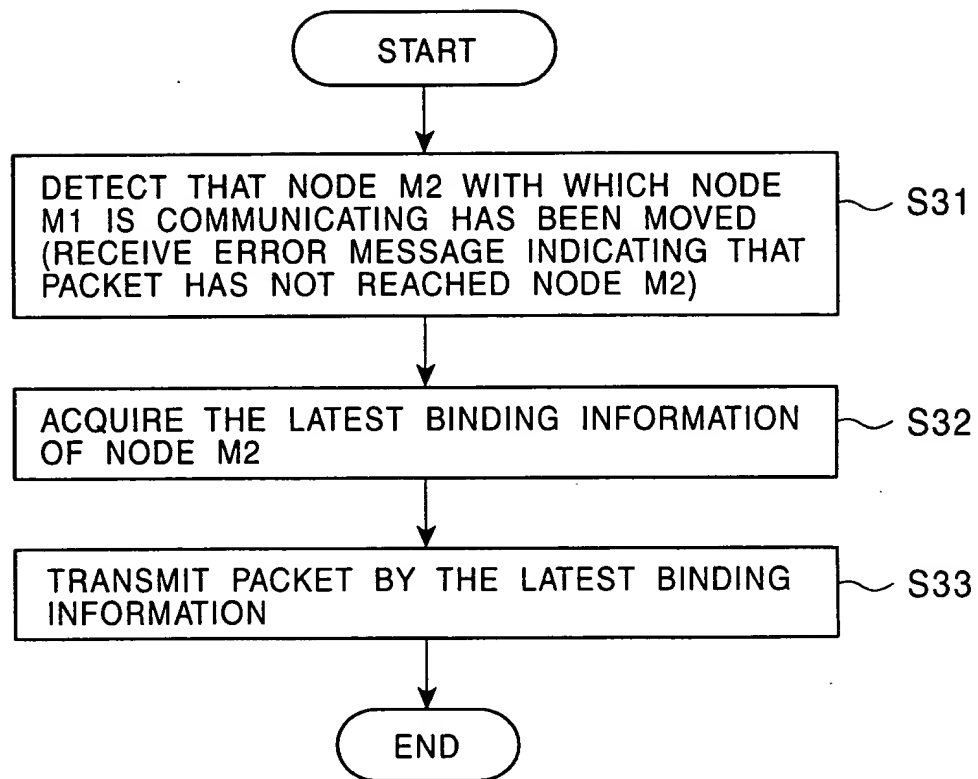 START
DETECT THAT NODE M2 WITH WHICH NODE
M1 IS COMMUNICATING HAS BEEN MOVED
(RECEIVE ERROR MESSAGE INDICATING THAT
PACKET HAS NOT REACHED NODE M2)
S31
ACQUIRE THE LATEST BINDING INFORMATION
OF NODE M2
S32
TRANSMIT PACKET BY THE LATEST BINDING
INFORMATION
S33
END